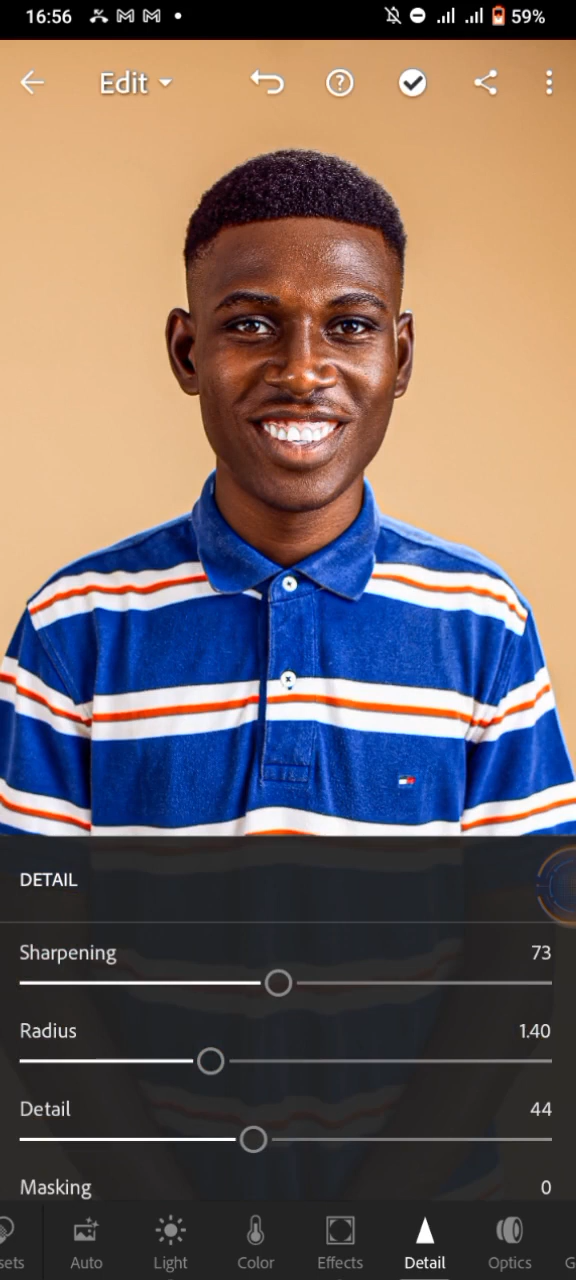 16:56 59%
Edit
DETAIL
Sharpening 73
Radius 1.40
Detail 44
Masking 0
sets Auto Light Color Effects Detail Optics G